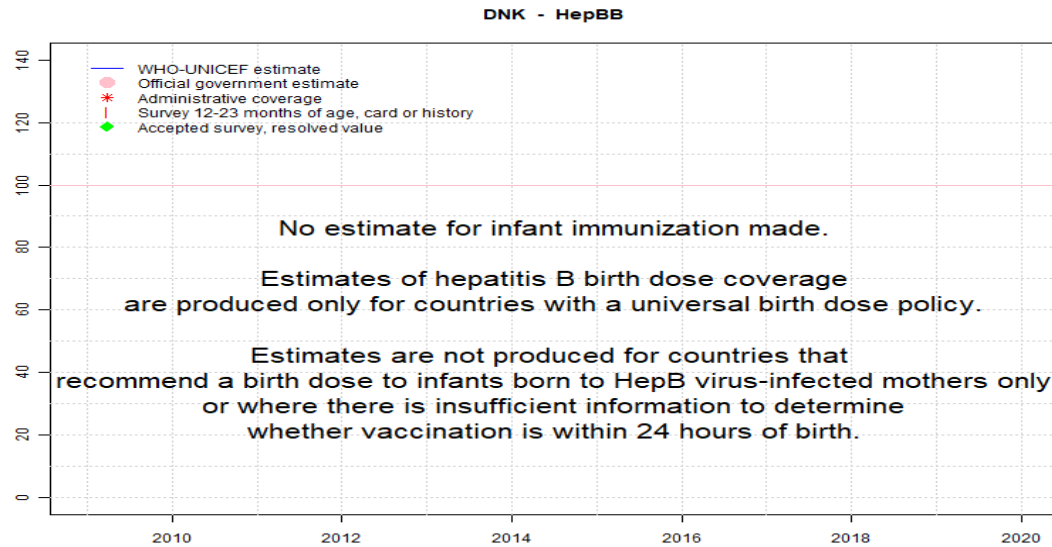 DNK - HepBB
140
120
100
80
60
40
20
0
WHO-UNICEF estimate
Official government estimate
Administrative coverage
Survey 12-23 months of age, card or history
Accepted survey, resolved value
No estimate for infant immunization made.
Estimates of hepatitis B birth dose coverage
are produced only for countries with a universal birth dose policy.
Estimates are not produced for countries that
recommend a birth dose to infants born to HepB virus-infected mothers only
or where there is insufficient information to determine
whether vaccination is within 24 hours of birth.
2010 2012 2014 2016 2018 2020